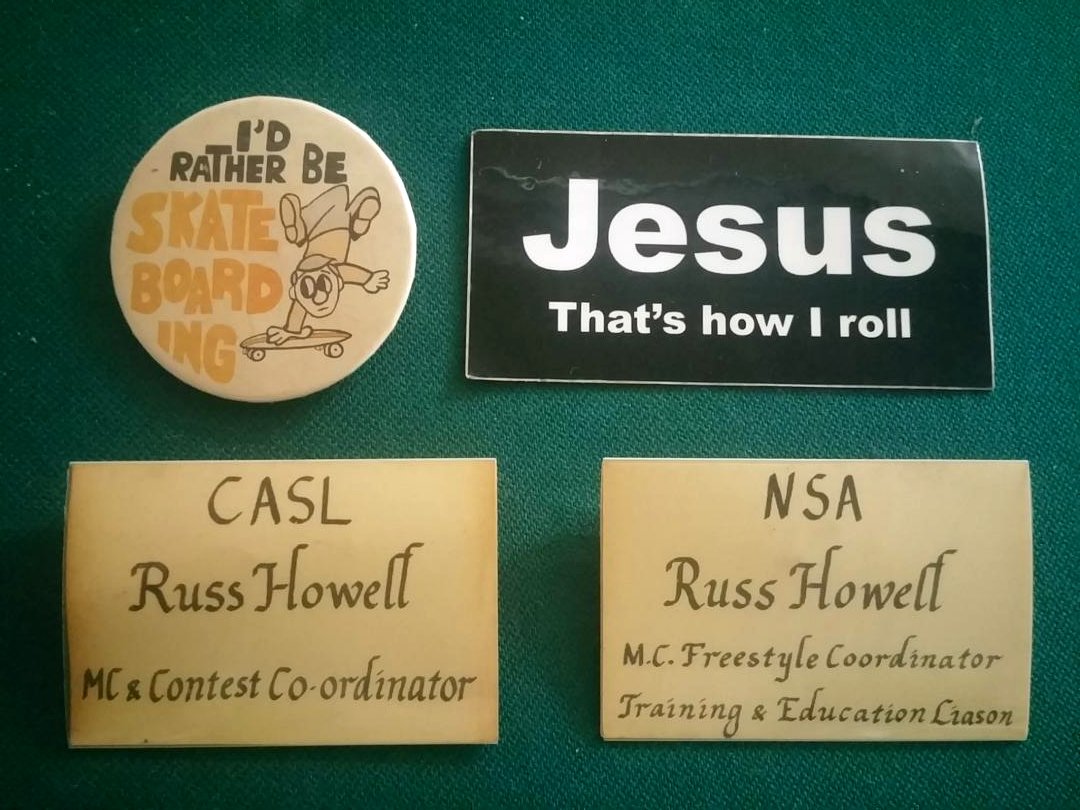 I'D
RATHER BE
SKATE
BOARD
ING
Jesus
That's how I roll
CASL
Russ Howell
MC & Contest Co-ordinator
NSA
Russ Howell
M.C. Freestyle Coordinator
Training & Education Liason